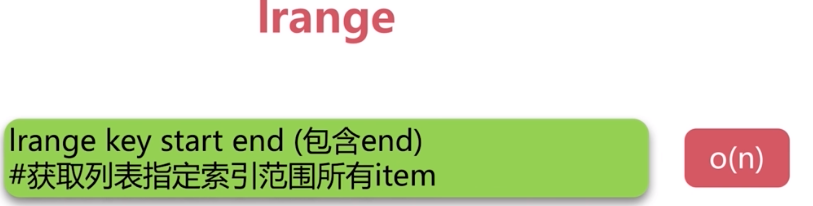 lrange
lrange key start end (包含end)
#获取列表指定索引范围所有item
o(n)